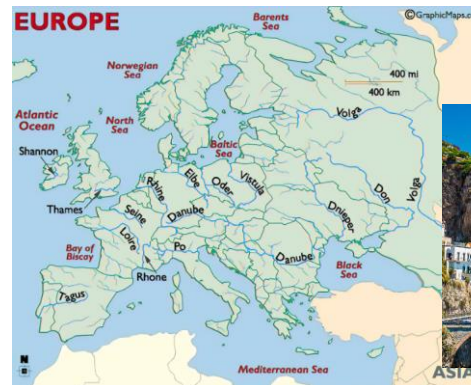 EUROPE
©GraphicMaps.c
Barents
Sea
Norwegian
Sea
400 mi
400 km
Atlantic
Ocean
North
Sea
Volga
Shannon
Baltic
Sea
Rhine
Elbe
Oder
Vistula
Don
Volga
Thames
Seine
Danube
Dnieper
Bay of
Biscay
Loire
Po
Danube
Black
Sea
Rhone
Tagus
N
Mediterranean Sea
ASIA